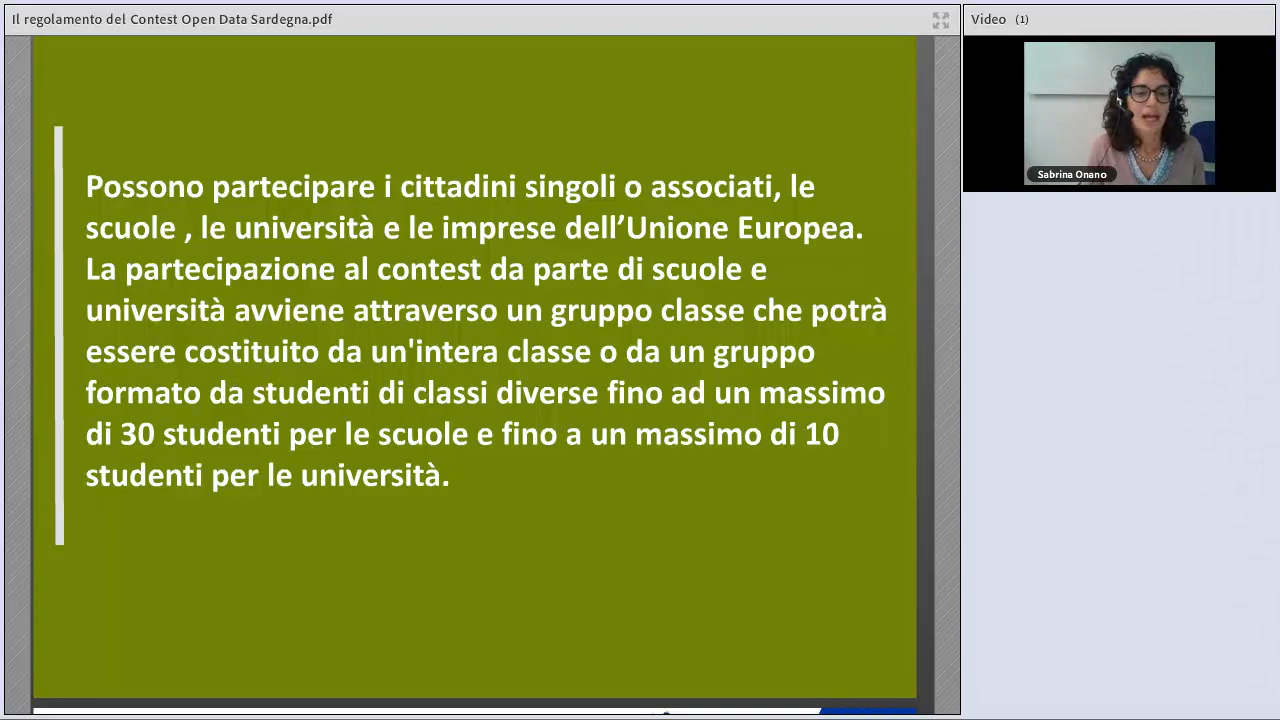 Il regolamento del Contest Open Data Sardegna.pdf
Video (1)
Sabrina Onano
Possono partecipare i cittadini singoli o associati, le
scuole , le università e le imprese dell’Unione Europea.
La partecipazione al contest da parte di scuole e
università avviene attraverso un gruppo classe che potrà
essere costituito da un'intera classe o da un gruppo
formato da studenti di classi diverse fino ad un massimo
di 30 studenti per le scuole e fino a un massimo di 10
studenti per le università.